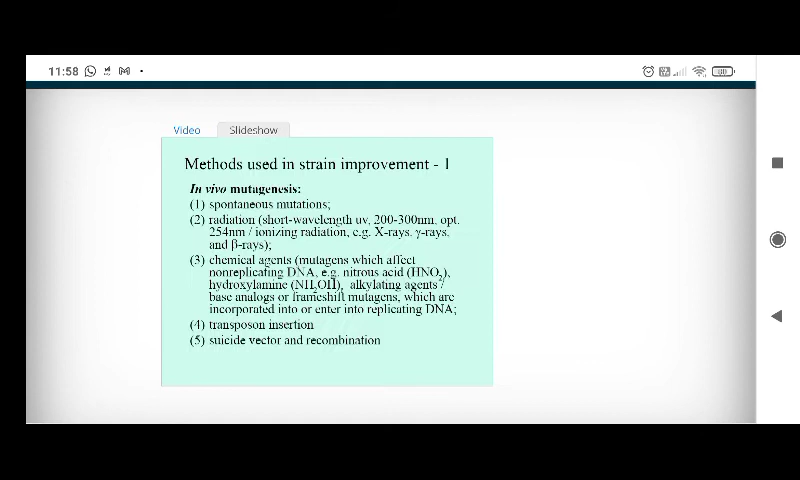 11:58
Video Slideshow
Methods used in strain improvement - 1
In vivo mutagenesis:
(1) spontaneous mutations;
(2) radiation (short-wavelength uv, 200-300nm, opt.
254nm / ionizing radiation, e.g. X-rays, γ-rays,
and β-rays);
(3) chemical agents (mutagens which affect
nonreplicating DNA, e.g. nitrous acid (HNO₂),
hydroxylamine (NH₂OH), alkylating agents /
base analogs or frameshift mutagens, which are
incorporated into or enter into replicating DNA;
(4) transposon insertion
(5) suicide vector and recombination